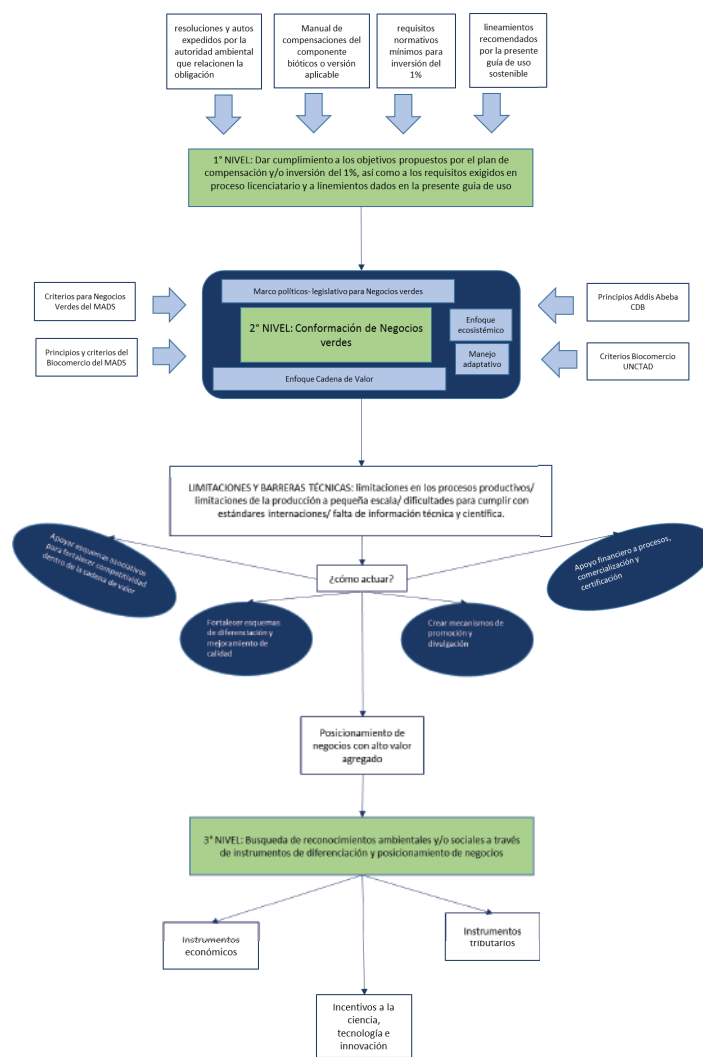 resoluciones y autos
expedidos por la
autoridad ambiental
que relacionen la
obligación
Manual de
compensaciones del
componente
bióticos o versión
aplicable
requisitos
normativos
mínimos para
inversión del
1%
lineamientos
recomendados
por la presente
guía de uso
sostenible
1° NIVEL: Dar cumplimiento a los objetivos propuestos por el plan de
compensación y/o inversión del 1%, así como a los requisitos exigidos en
proceso licenciatario y a linemientos dados en la presente guia de uso
Criterios para Negocios
Verdes del MADS
Principios y criterios del
Biocomercio del MADS
Marco políticos- legislativo para Negocios verdes
2° NIVEL: Conformación de Negocios
verdes
Enfoque
ecosistémico
Manejo
adaptativo
Enfoque Cadena de Valor
Principios Addis Abeba
CDB
Criterios Biocomercio
UNCTAD
LIMITACIONES Y BARRERAS TÉCNICAS: limitaciones en los procesos productivos/
limitaciones de la producción a pequeña escala/ dificultades para cumplir con
estándares internaciones/ falta de información técnica y científica.
¿cómo actuar?
Apoyar esquemas asociativos
para fortalecer competitividad
dentro de la cadena de valor
Fortalecer esquemas
de diferenciación y
mejoramiento de
calidad
Crear mecanismos de
promoción y
divulgación
Apoyo financiero a procesos,
comercialización y
certificación
Posicionamiento de
negocios con alto valor
agregado
3° NIVEL: Busqueda de reconocimientos ambientales y/o sociales a través
de instrumentos de diferenciación y posicionamiento de negocios
Instrumentos
económicos
Instrumentos
tributarios
Incentivos a la
ciencia,
tecnología e
innovación